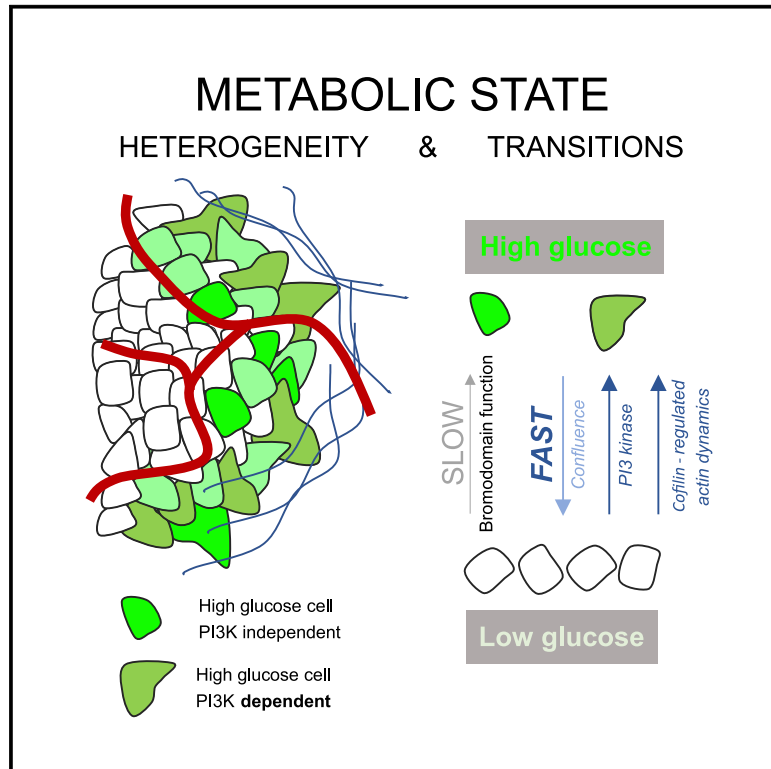 METABOLIC STATE
HETEROGENEITY & TRANSITIONS
High glucose
SLOW
Bromodomain function
FAST
Confluence
PI3 kinase
Cofilin - regulated
actin dynamics
Low glucose
High glucose cell
PI3K independent
High glucose cell
PI3K dependent